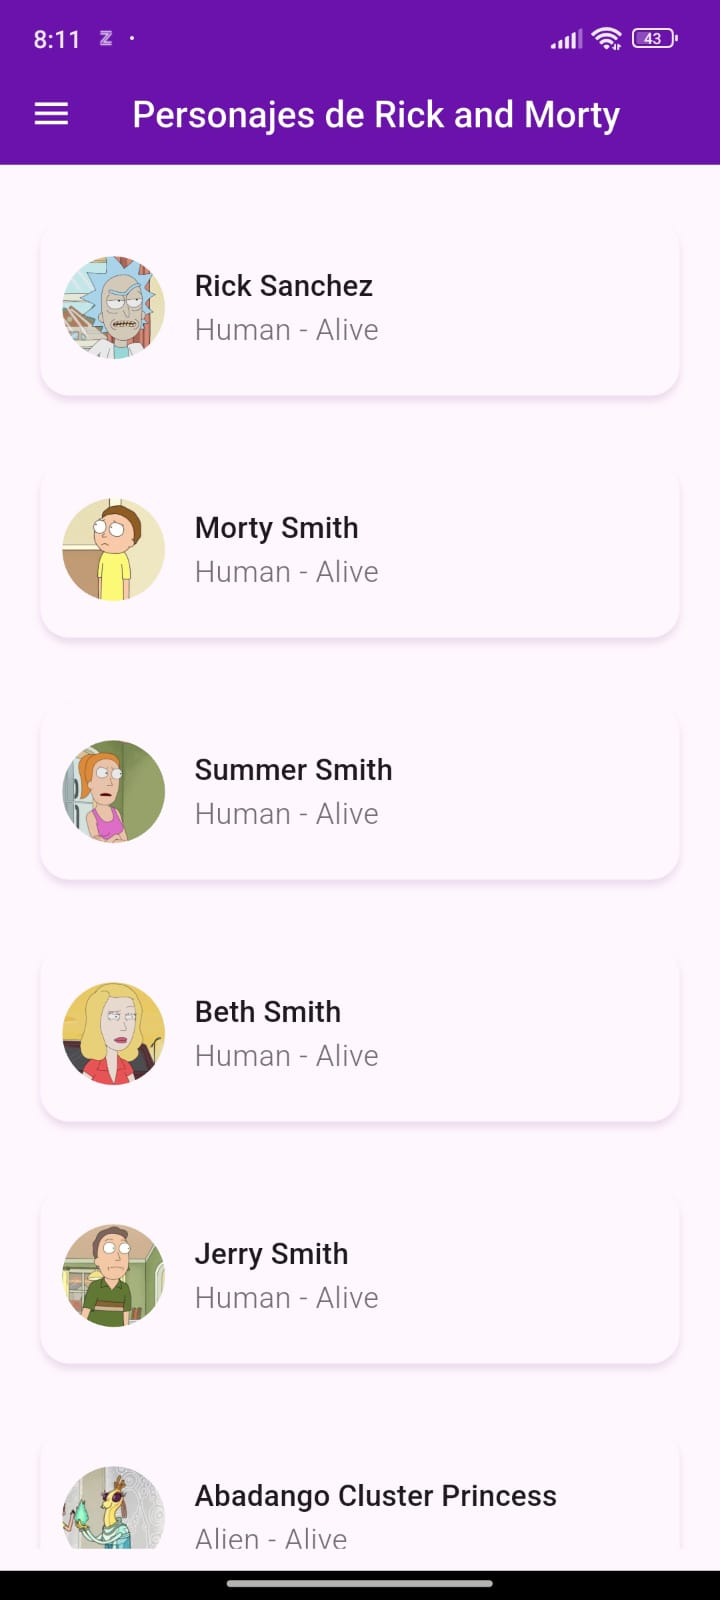 8:11 Z
43
Personajes de Rick and Morty
Rick Sanchez
Human - Alive
Morty Smith
Human - Alive
Summer Smith
Human - Alive
Beth Smith
Human - Alive
Jerry Smith
Human - Alive
Abadango Cluster Princess
Alien - Alive